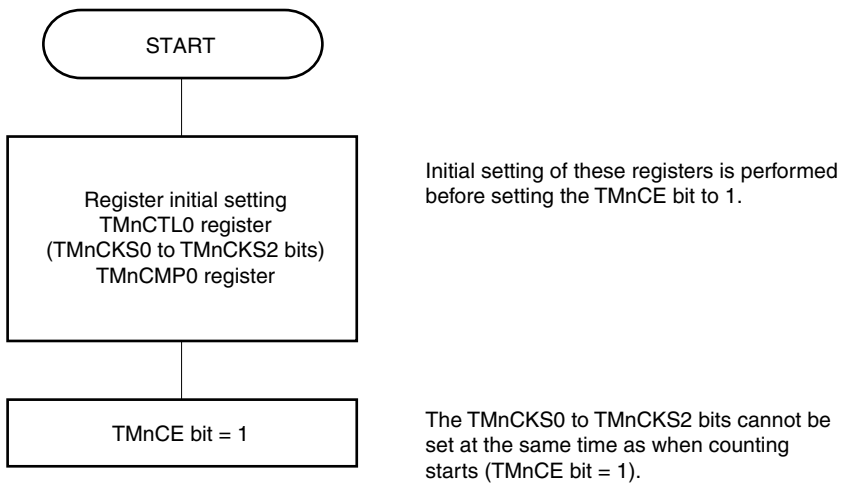 START
Register initial setting
TMnCTL0 register
(TMnCKS0 to TMnCKS2 bits)
TMnCMP0 register
Initial setting of these registers is performed
before setting the TMnCE bit to 1.
TMnCE bit = 1
The TMnCKS0 to TMnCKS2 bits cannot be
set at the same time as when counting
starts (TMnCE bit = 1).